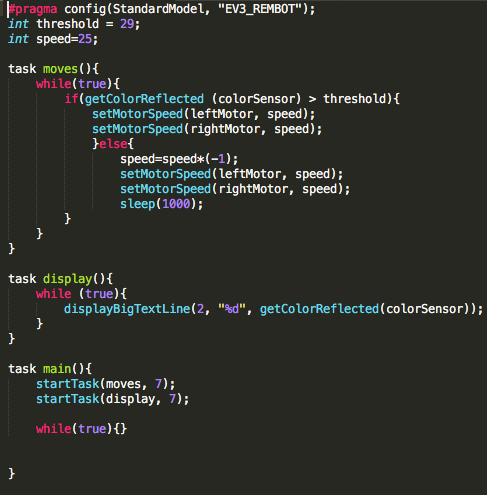 #pragma config(StandardModel, "EV3_REMBOT");
int threshold = 29;
int speed=25;

task moves(){
    while(true){
        if(getColorReflected (colorSensor) > threshold){
            setMotorSpeed(leftMotor, speed);
            setMotorSpeed(rightMotor, speed);
            }else{
                speed=speed*(-1);
                setMotorSpeed(leftMotor, speed);
                setMotorSpeed(rightMotor, speed);
                sleep(1000);
        }
    }
}

task display(){
    while (true){
        displayBigTextLine(2, "%d", getColorReflected(colorSensor));
    }
}

task main(){
    startTask(moves, 7);
    startTask(display, 7);

    while(true){}


}